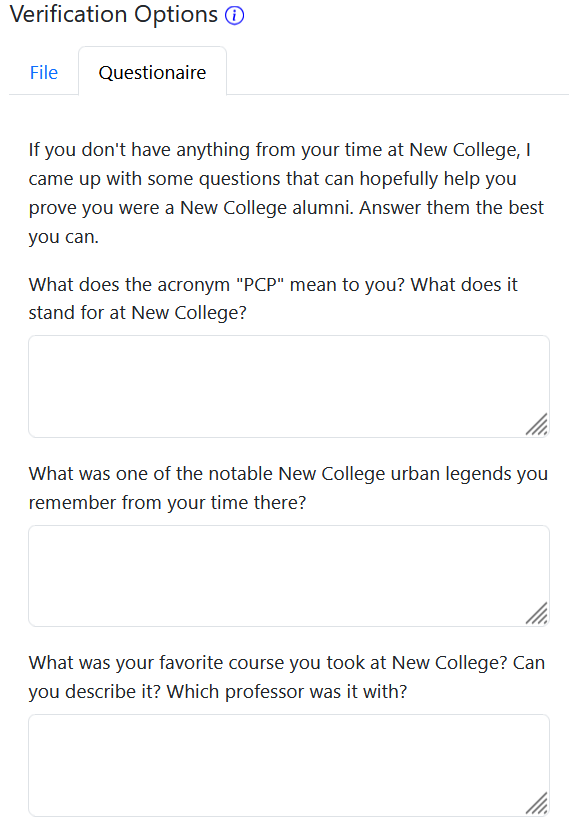 Verification Options
File
Questionaire
If you don't have anything from your time at New College, I
came up with some questions that can hopefully help you
prove you were a New College alumni. Answer them the best
you can.
What does the acronym "PCP" mean to you? What does it
stand for at New College?
What was one of the notable New College urban legends you
remember from your time there?
What was your favorite course you took at New College? Can
you describe it? Which professor was it with?